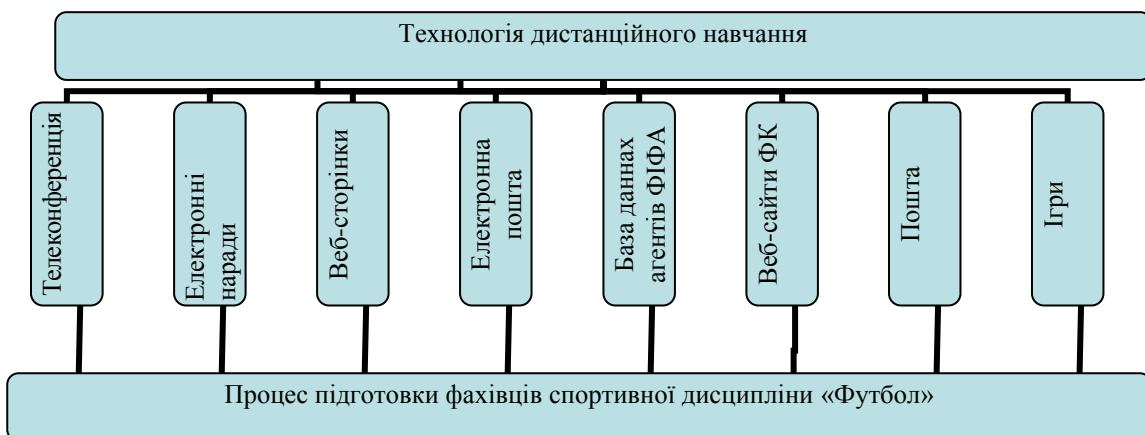 Технологія дистанційного навчання
Телеконференція
Електронні
наради
Веб-сторінки
Електронна
пошта
База данных
агентів ФІФА
Веб-сайти ФК
Пошта
Ігри
Процес підготовки фахівців спортивної дисципліни «Футбол»